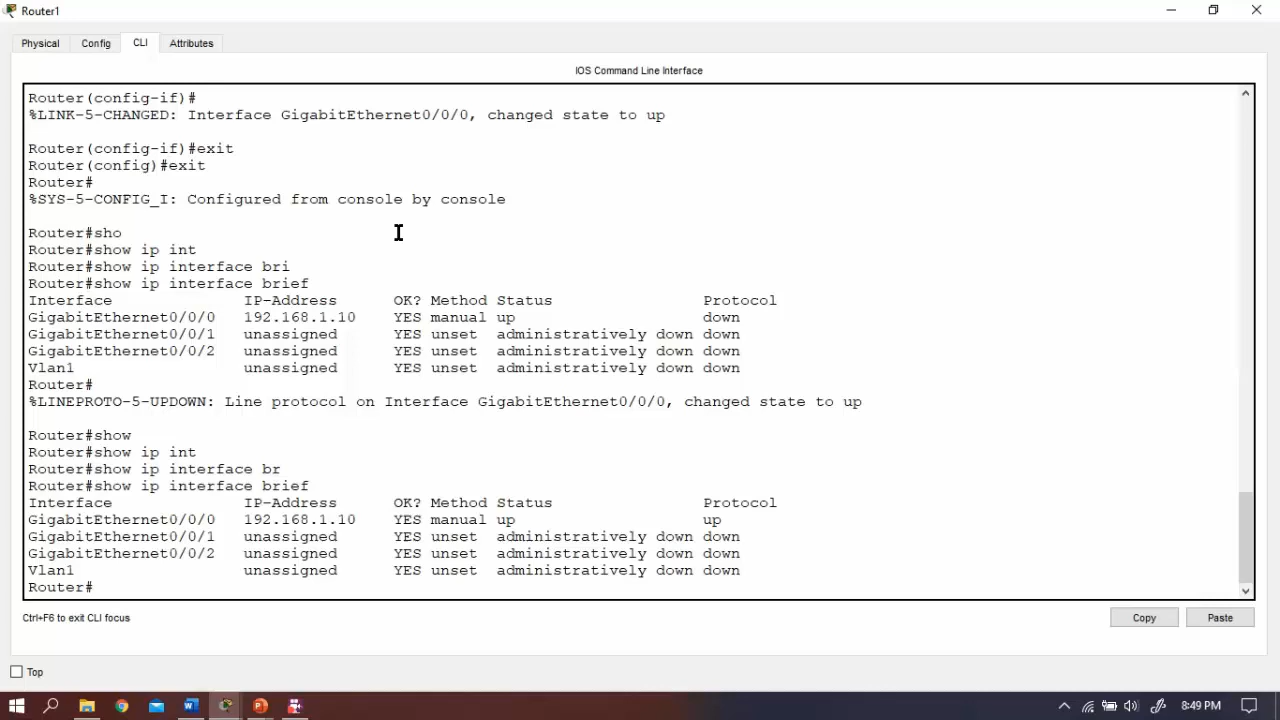 Router1
Physical Config CLI Attributes
IOS Command Line Interface
Router(config-if)#
%LINK-5-CHANGED: Interface GigabitEthernet0/0/0, changed state to up
Router(config-if)#exit
Router(config)#exit
Router#
%SYS-5-CONFIG_I: Configured from console by console
Router#sho
Router#show ip int
Router#show ip interface bri
Router#show ip interface brief
Interface IP-Address OK? Method Status Protocol
GigabitEthernet0/0/0 192.168.1.10 YES manual up down
GigabitEthernet0/0/1 unassigned YES unset administratively down down
GigabitEthernet0/0/2 unassigned YES unset administratively down down
Vlan1 unassigned YES unset administratively down down
Router#
%LINEPROTO-5-UPDOWN: Line protocol on Interface GigabitEthernet0/0/0, changed state to up
Router#show
Router#show ip int
Router#show ip interface br
Router#show ip interface brief
Interface IP-Address OK? Method Status Protocol
GigabitEthernet0/0/0 192.168.1.10 YES manual up up
GigabitEthernet0/0/1 unassigned YES unset administratively down down
GigabitEthernet0/0/2 unassigned YES unset administratively down down
Vlan1 unassigned YES unset administratively down down
Router#
Ctrl+F6 to exit CLI focus Copy Paste
Top
8:49 PM